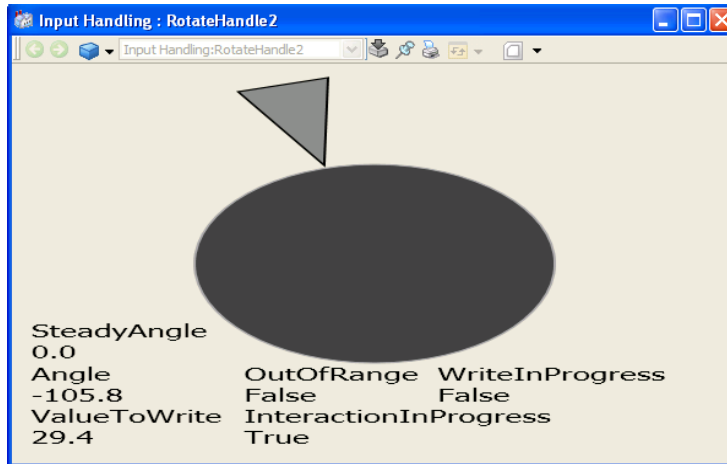 Input Handling : RotateHandle2
Input Handling:RotateHandle2
SteadyAngle
0.0
Angle OutOfRange WriteInProgress
-105.8 False False
ValueToWrite InteractionInProgress
29.4 True